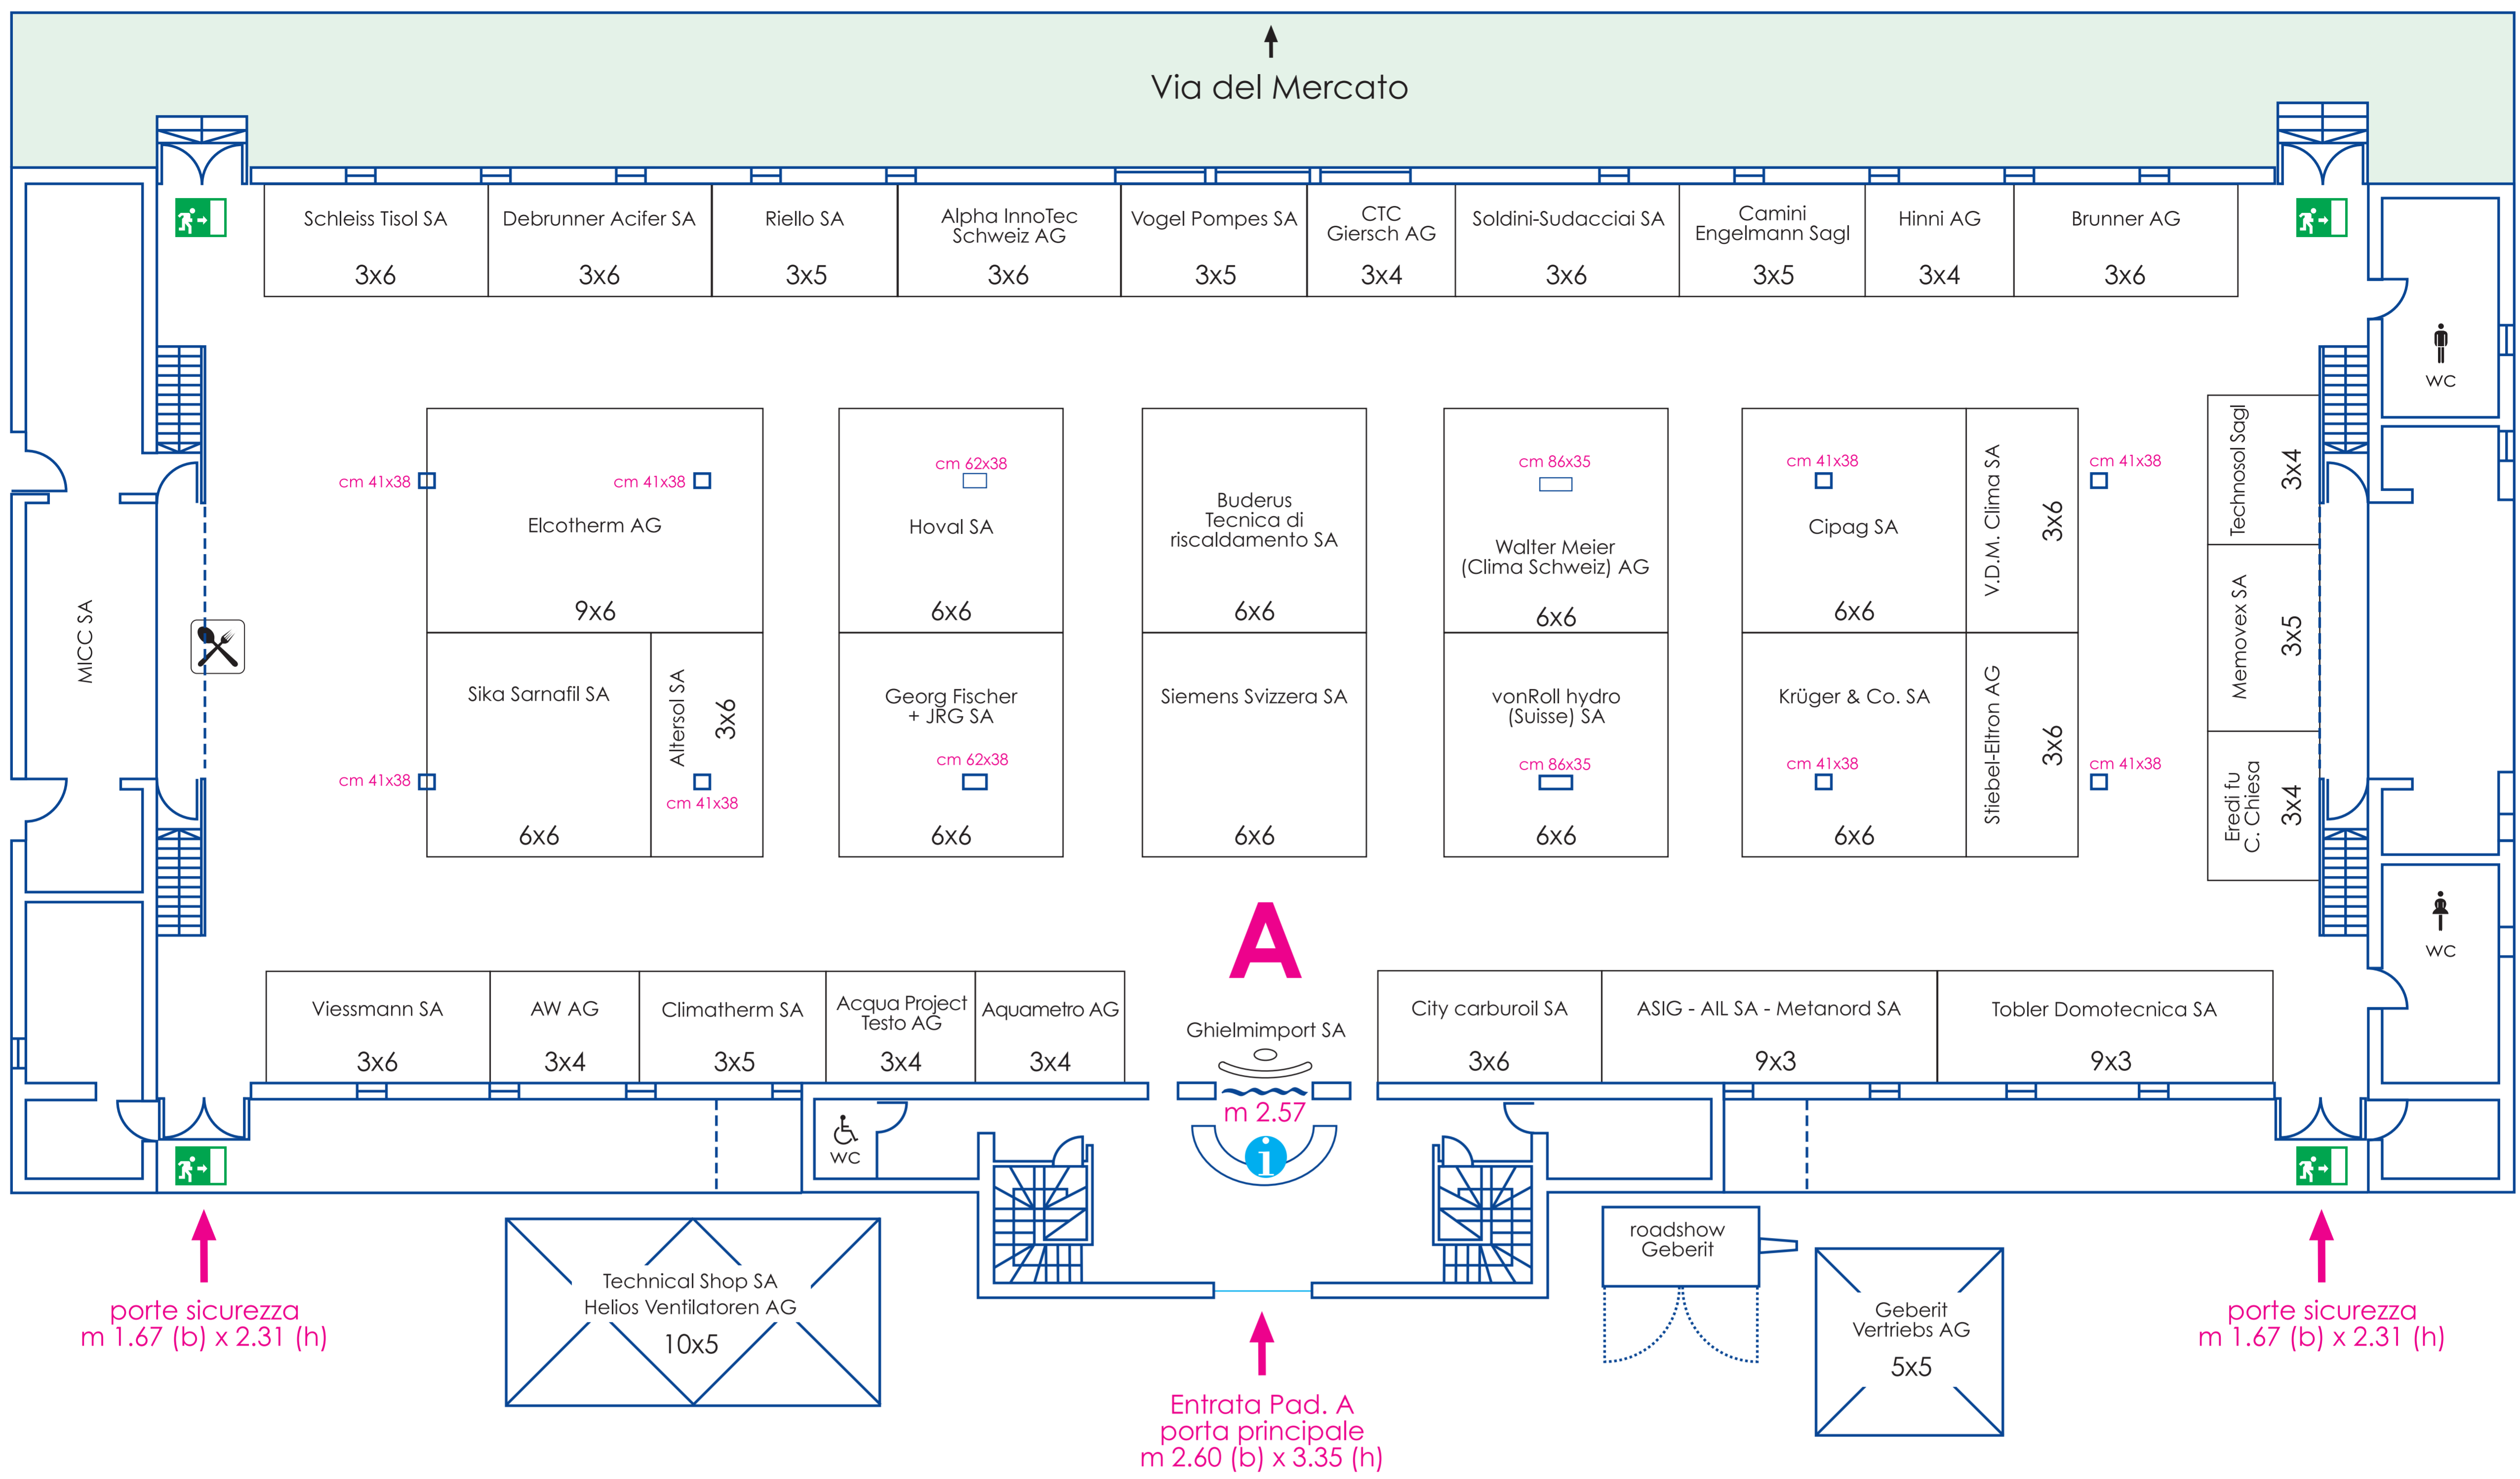 Via del Mercato
Schleiss Tisol SA
3x6
Debrunner Acifer SA
3x6
Riello SA
3x5
Alpha InnoTec
Schweiz AG
3x6
Vogel Pompes SA
3x5
CTC
Giersch AG
3x4
Soldini-Sudacciai SA
3x6
Camini
Engelmann Sagl
3x5
Hinni AG
3x4
Brunner AG
3x6
WC
MICC SA
cm 41x38
cm 41x38
Elcotherm AG
9x6
cm 62x38
Hoval SA
6x6
Buderus
Tecnica di
riscaldamento SA
6x6
cm 86x35
Walter Meier
(Clima Schweiz) AG
6x6
cm 41x38
Cipag SA
6x6
V.D.M. Clima SA
3x6
cm 41x38
Technosol Sagl
3x4
Memovex SA
3x5
Eredi fu
C. Chiesa
3x4
cm 41x38
Sika Sarnafil SA
6x6
Altersol SA
3x6
cm 41x38
Georg Fischer
+ JRG SA
cm 62x38
6x6
Siemens Svizzera SA
6x6
vonRoll hydro
(Suisse) SA
cm 86x35
6x6
Krüger & Co. SA
cm 41x38
6x6
Stiebel-Eltron AG
3x6
cm 41x38
WC
A
Viessmann SA
3x6
AW AG
3x4
Climatherm SA
3x5
Acqua Project
Testo AG
3x4
Aquametro AG
3x4
Ghielmimport SA
m 2.57
i
City carburoil SA
3x6
ASIG - AIL SA - Metanord SA
9x3
Tobler Domotecnica SA
9x3
WC
porte sicurezza
m 1.67 (b) x 2.31 (h)
Technical Shop SA
Helios Ventilatoren AG
10x5
Entrata Pad. A
porta principale
m 2.60 (b) x 3.35 (h)
roadshow
Geberit
Geberit
Vertriebs AG
5x5
porte sicurezza
m 1.67 (b) x 2.31 (h)